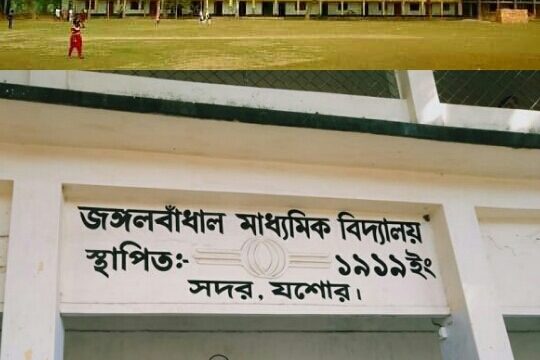 জঙ্গলবাঁধাল মাধ্যমিক বিদ্যালয়
স্থাপিত:- ১৯১৯ইং
সদর, যশোর।